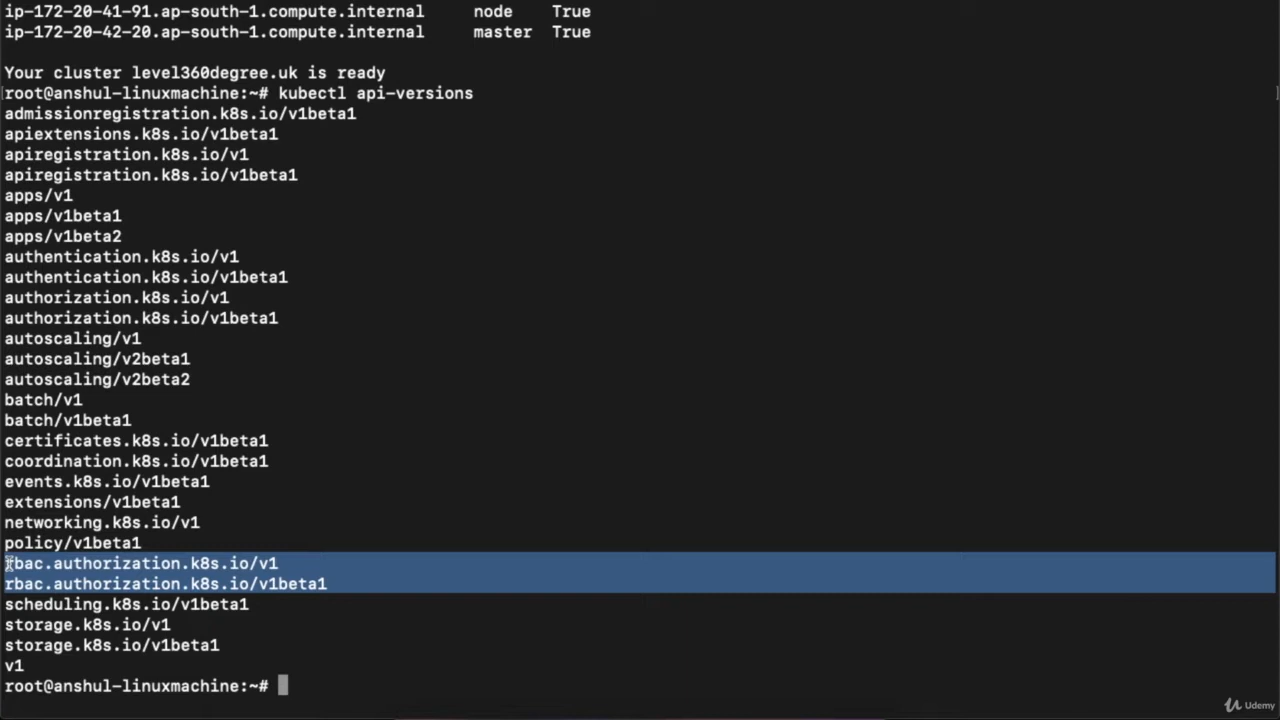 ip-172-20-41-91.ap-south-1.compute.internal node True
ip-172-20-42-20.ap-south-1.compute.internal master True
Your cluster level360degree.uk is ready
root@anshul-linuxmachine:~# kubectl api-versions
admissionregistration.k8s.io/v1beta1
apiextensions.k8s.io/v1beta1
apiregistration.k8s.io/v1
apiregistration.k8s.io/v1beta1
apps/v1
apps/v1beta1
apps/v1beta2
authentication.k8s.io/v1
authentication.k8s.io/v1beta1
authorization.k8s.io/v1
authorization.k8s.io/v1beta1
autoscaling/v1
autoscaling/v2beta1
autoscaling/v2beta2
batch/v1
batch/v1beta1
certificates.k8s.io/v1beta1
coordination.k8s.io/v1beta1
events.k8s.io/v1beta1
extensions/v1beta1
networking.k8s.io/v1
policy/v1beta1
rbac.authorization.k8s.io/v1
rbac.authorization.k8s.io/v1beta1
scheduling.k8s.io/v1beta1
storage.k8s.io/v1
storage.k8s.io/v1beta1
v1
root@anshul-linuxmachine:~#
Udemy